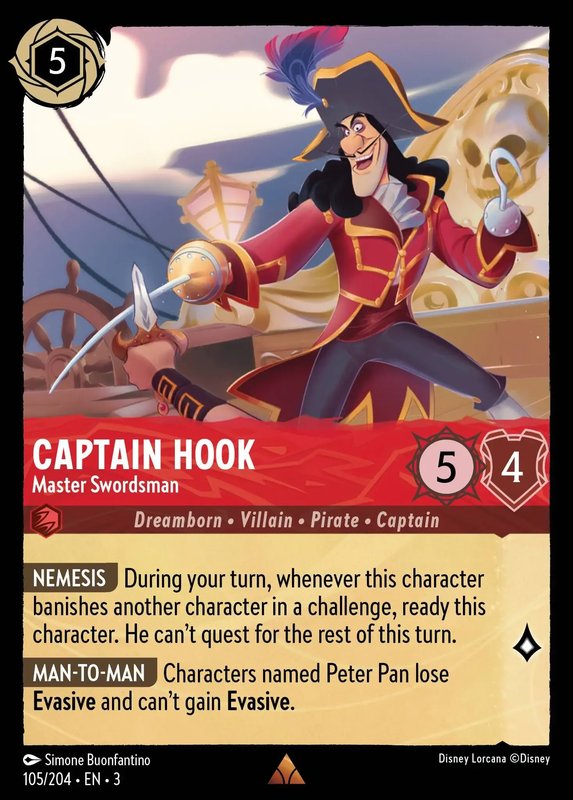 5
CAPTAIN HOOK
Master Swordsman
5
4
Dreamborn • Villain • Pirate • Captain
NEMESIS During your turn, whenever this character
banishes another character in a challenge, ready this
character. He can't quest for the rest of this turn.
MAN-TO-MAN Characters named Peter Pan lose
Evasive and can't gain Evasive.
Simone Buonfantino
Disney Lorcana ©Disney
105/204 • EN • 3